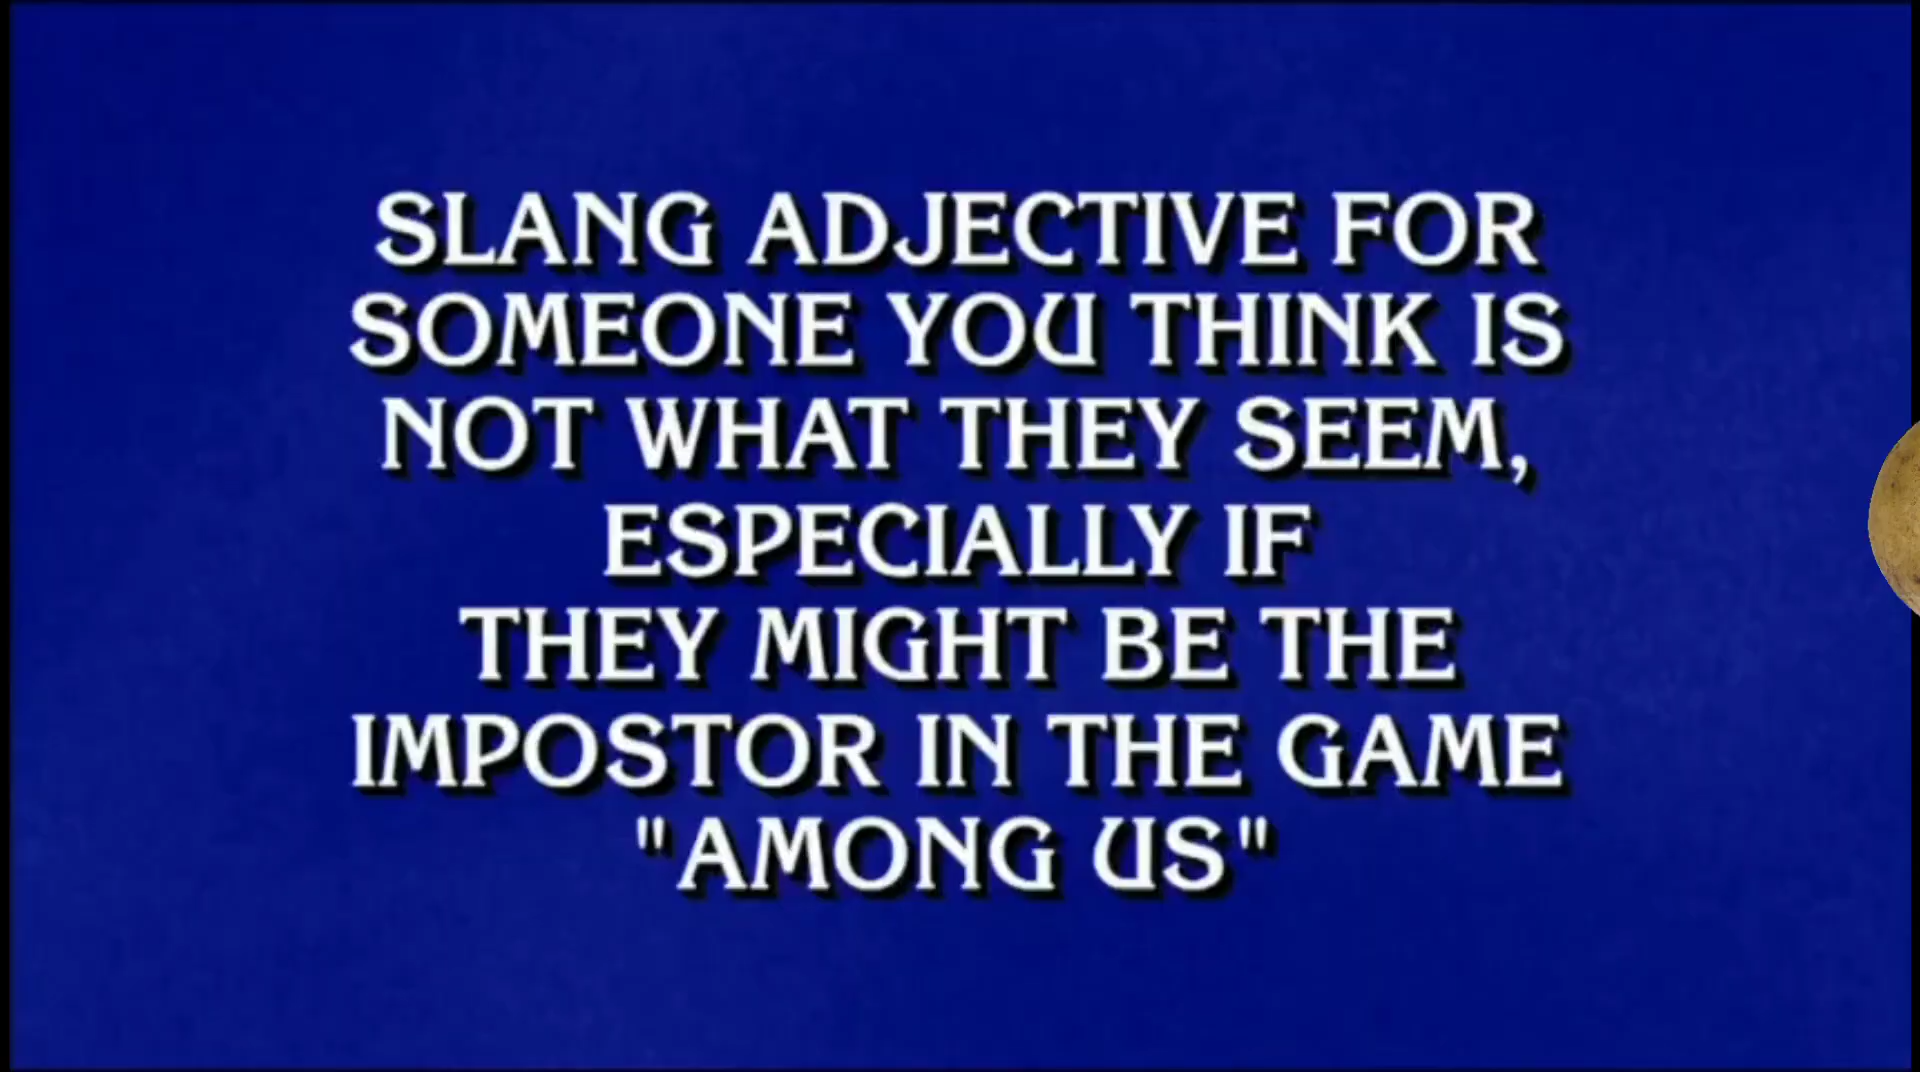 SLANG ADJECTIVE FOR
SOMEONE YOU THINK IS
NOT WHAT THEY SEEM,
ESPECIALLY IF
THEY MIGHT BE THE
IMPOSTOR IN THE GAME
"AMONG US"